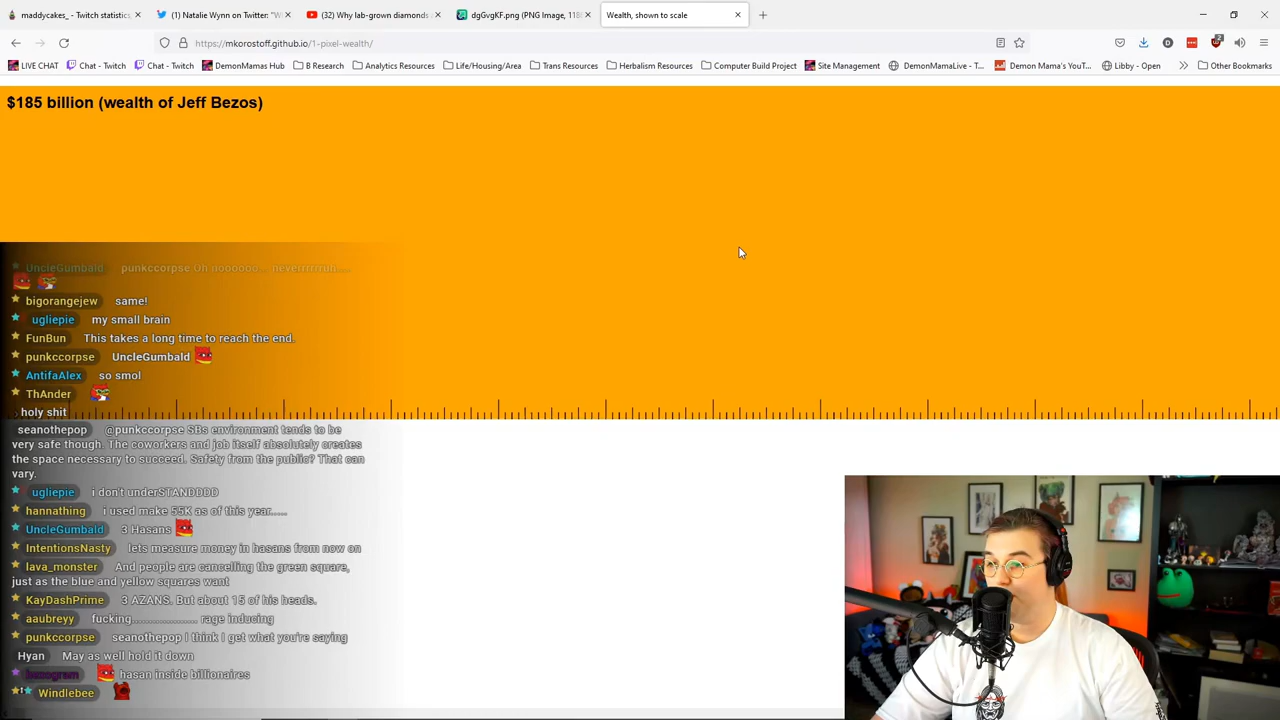 maddycakes_ - Twitch statistics,
(1) Natalie Wynn on Twitter: "W
(32) Why lab-grown diamonds
dgGvgKF.png (PNG Image, 118
Wealth, shown to scale
https://mkorostoff.github.io/1-pixel-wealth/
2
LIVE CHAT
Chat - Twitch
Chat - Twitch
DemonMamas Hub
B Research
Analytics Resources
Life/Housing/Area
Trans Resources
Herbalism Resources
Computer Build Project
Site Management
DemonMamaLive - T...
Demon Mama's YouT...
Libby - Open
Other Bookmarks
$185 billion (wealth of Jeff Bezos)
UncleGumbald punkccorpse Oh
bigorangejew same!
ugliepie my small brain
FunBun This takes a long time to reach the end.
punkccorpse UncleGumbald
AntifaAlex so smol
ThAnder
holy shit
seanothepop @punkccorpse SBs environment tends to be
very safe though. The coworkers and job itself absolutely creates
the space necessary to succeed. Safety from the public? That can
vary.
ugliepie i don't underSTANDDDD
hannathing i used make 55K as of this year.....
UncleGumbald 3 Hasans
IntentionsNasty lets measure money in hasans from now on
lava_monster And people are cancelling the green square,
just as the blue and yellow squares want
KayDashPrime 3 AZANS. But about 15 of his heads.
aaubreyy fucking................... rage inducing
punkccorpse seanothepop I think I get what you're saying
Hyan May as well hold it down
hasan inside billionaires
Windlebee